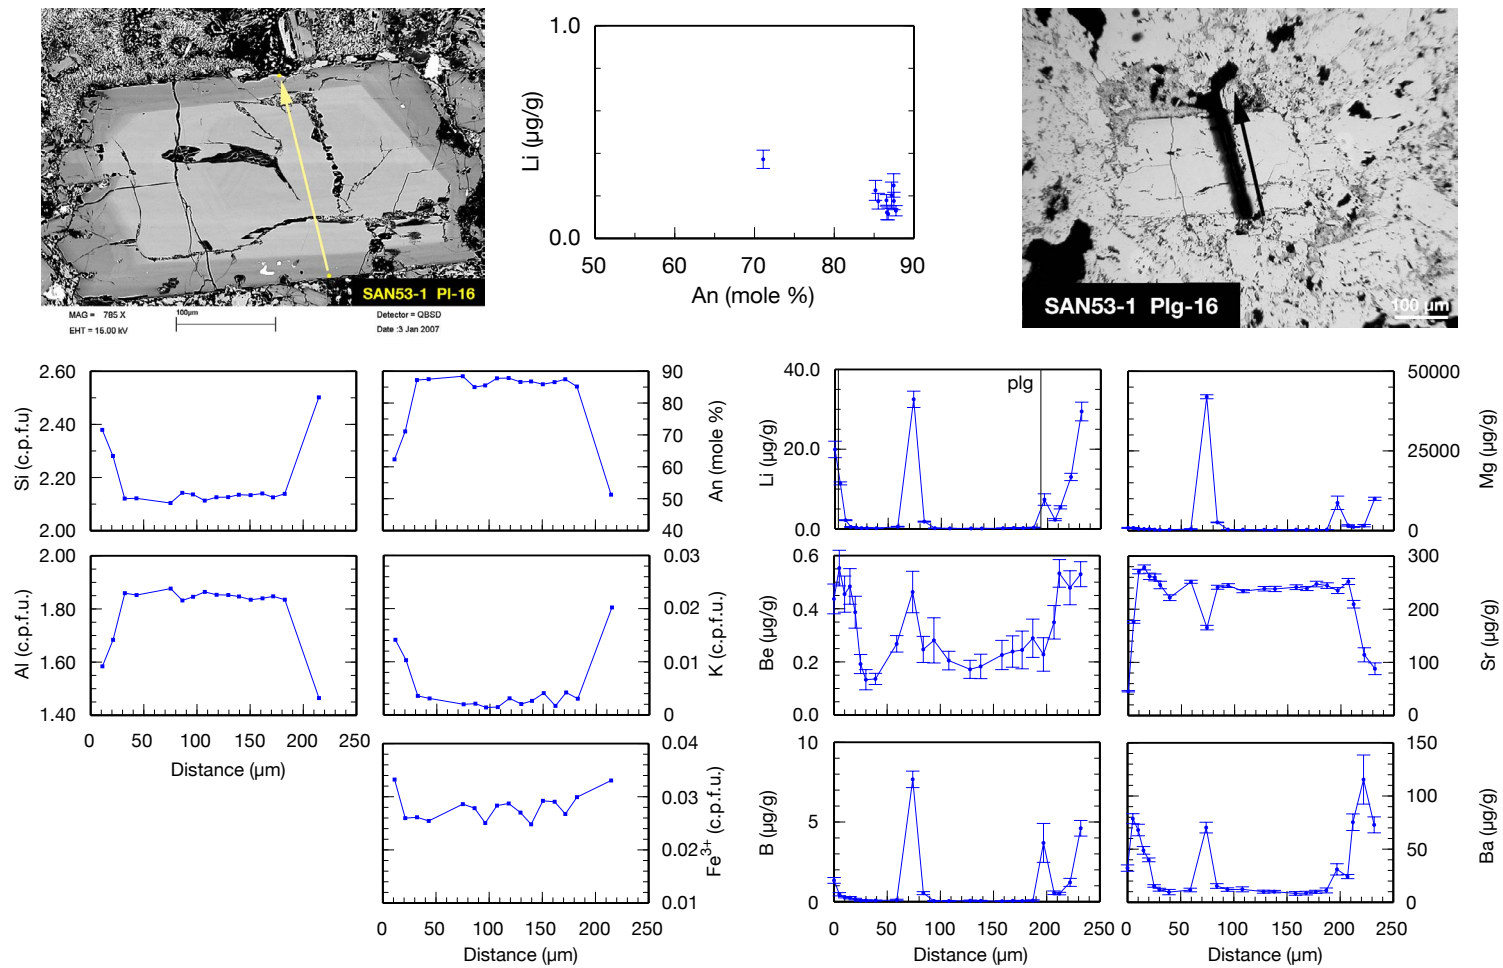 SAN53-1 Pl-16
MAG = 785 X
EHT = 15.00 kV
100µm
Detector = QBSD
Date :3 Jan 2007
1.0
0.0
Li (µg/g)
50 60 70 80 90
An (mole %)
SAN53-1 Plg-16
100 µm
2.60
2.40
2.20
2.00
Si (c.p.f.u)
90
80
70
60
50
40
An (mole %)
40.0
20.0
0.0
Li (µg/g)
plg
50000
25000
0
Mg (µg/g)
2.00
1.80
1.60
1.40
Al (c.p.f.u.)
0 50 100 150 200 250
Distance (µm)
0.03
0.02
0.01
0
K (c.p.f.u.)
0.6
0.4
0.2
0.0
Be (µg/g)
300
200
100
0
Sr (µg/g)
0.04
0.03
0.02
0.01
Fe3+ (c.p.f.u.)
0 50 100 150 200 250
Distance (µm)
10
5
0
B (µg/g)
0 50 100 150 200 250
Distance (µm)
150
100
50
0
Ba (µg/g)
0 50 100 150 200 250
Distance (µm)